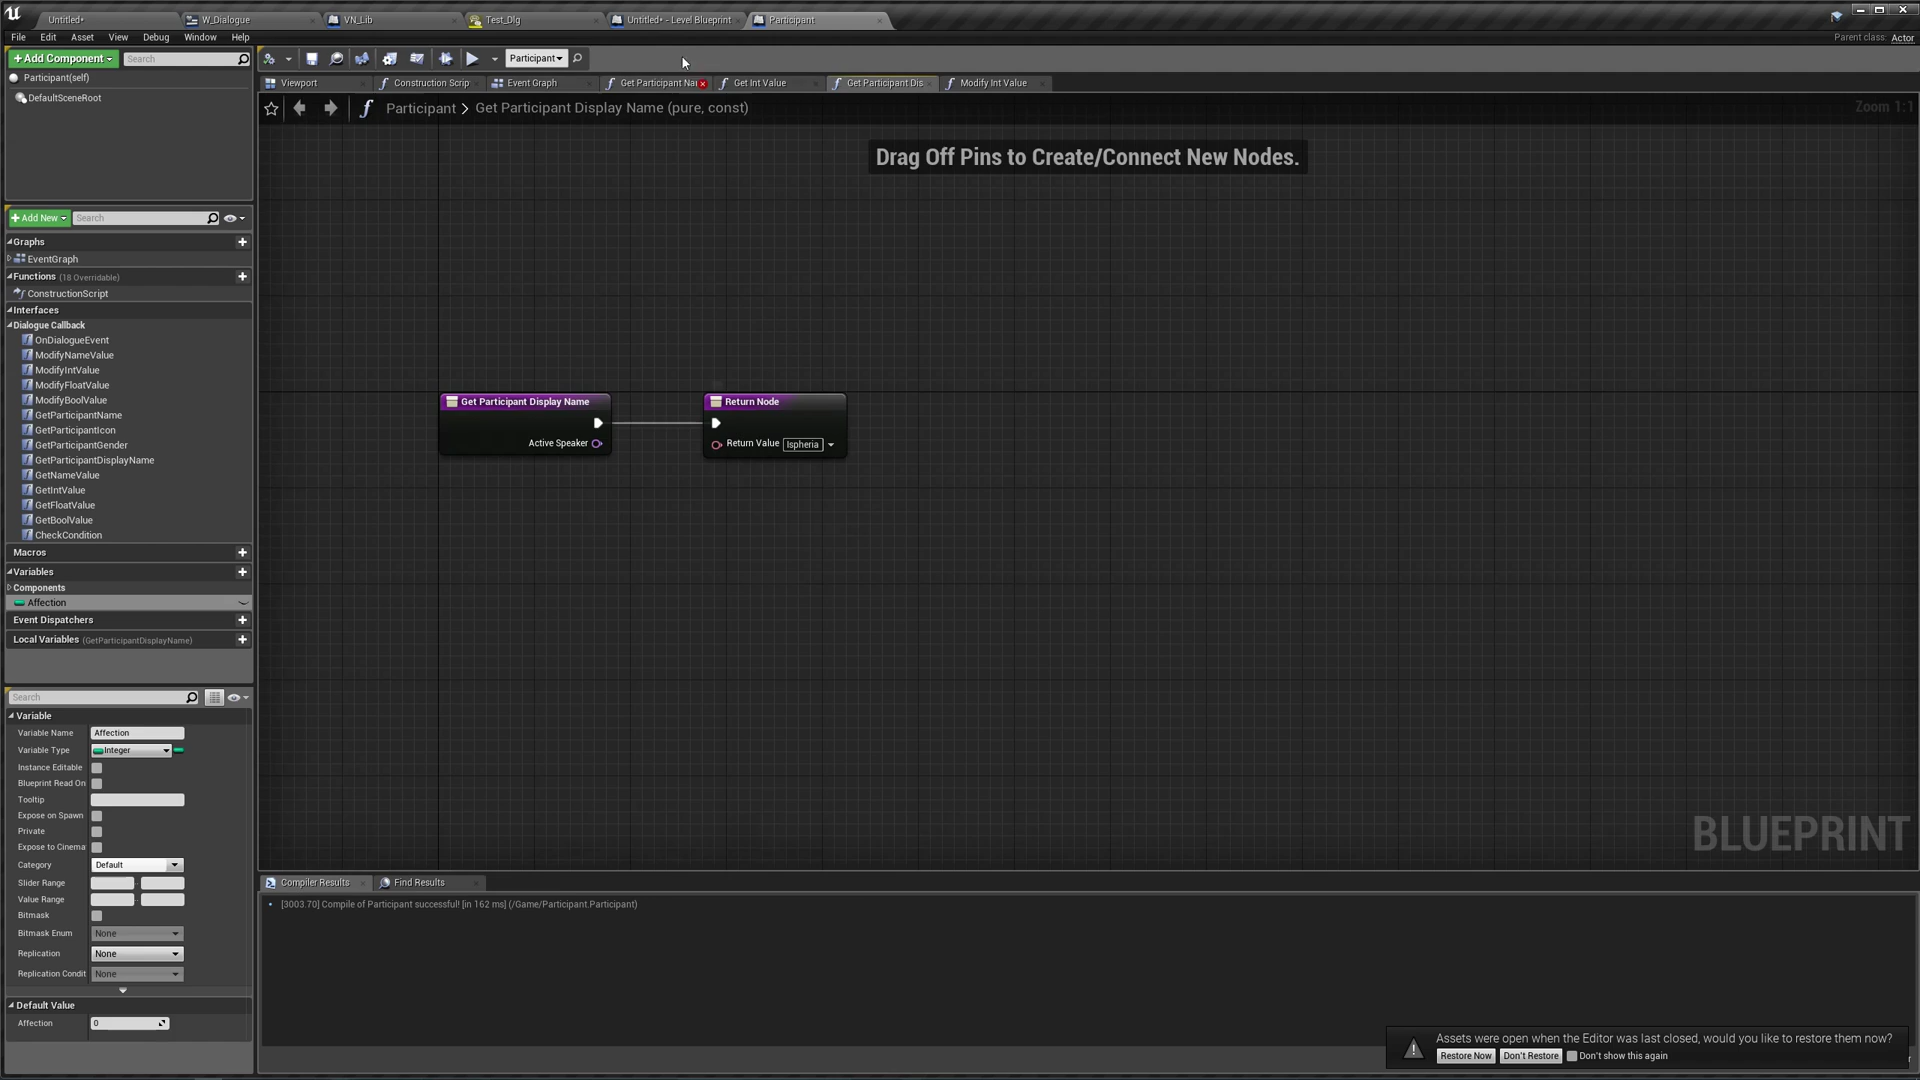 Untitled*
W_Dialogue
VN_Lib
Test_Dlg
Untitled* - Level Blueprint
Participant
File Edit Asset View Debug Window Help
Parent class: Actor
+ Add Component
Search
Participant
Participant(self)
DefaultSceneRoot
Viewport
Construction Scrip
Event Graph
Get Participant Na
Get Int Value
Get Participant Dis
Modify Int Value
Participant > Get Participant Display Name (pure, const)
Zoom 1:1
Drag Off Pins to Create/Connect New Nodes.
+ Add New
Search
Graphs
EventGraph
Functions (18 Overridable)
ConstructionScript
Interfaces
Dialogue Callback
OnDialogueEvent
ModifyNameValue
ModifyIntValue
ModifyFloatValue
ModifyBoolValue
GetParticipantName
GetParticipantIcon
GetParticipantGender
GetParticipantDisplayName
GetNameValue
GetIntValue
GetFloatValue
GetBoolValue
CheckCondition
Macros
Variables
Components
Affection
Event Dispatchers
Local Variables (GetParticipantDisplayName)
Get Participant Display Name
Active Speaker
Return Node
Return Value Ispheria
BLUEPRINT
Search
Variable
Variable Name Affection
Variable Type Integer
Instance Editable
Blueprint Read On
Tooltip
Expose on Spawn
Private
Expose to Cinema
Category Default
Slider Range
Value Range
Bitmask
Bitmask Enum None
Replication None
Replication Condit None
Default Value
Affection 0
Compiler Results
Find Results
[3003.70] Compile of Participant successful! [in 162 ms] (/Game/Participant.Participant)
Assets were open when the Editor was last closed, would you like to restore them now?
Restore Now Don't Restore Don't show this again